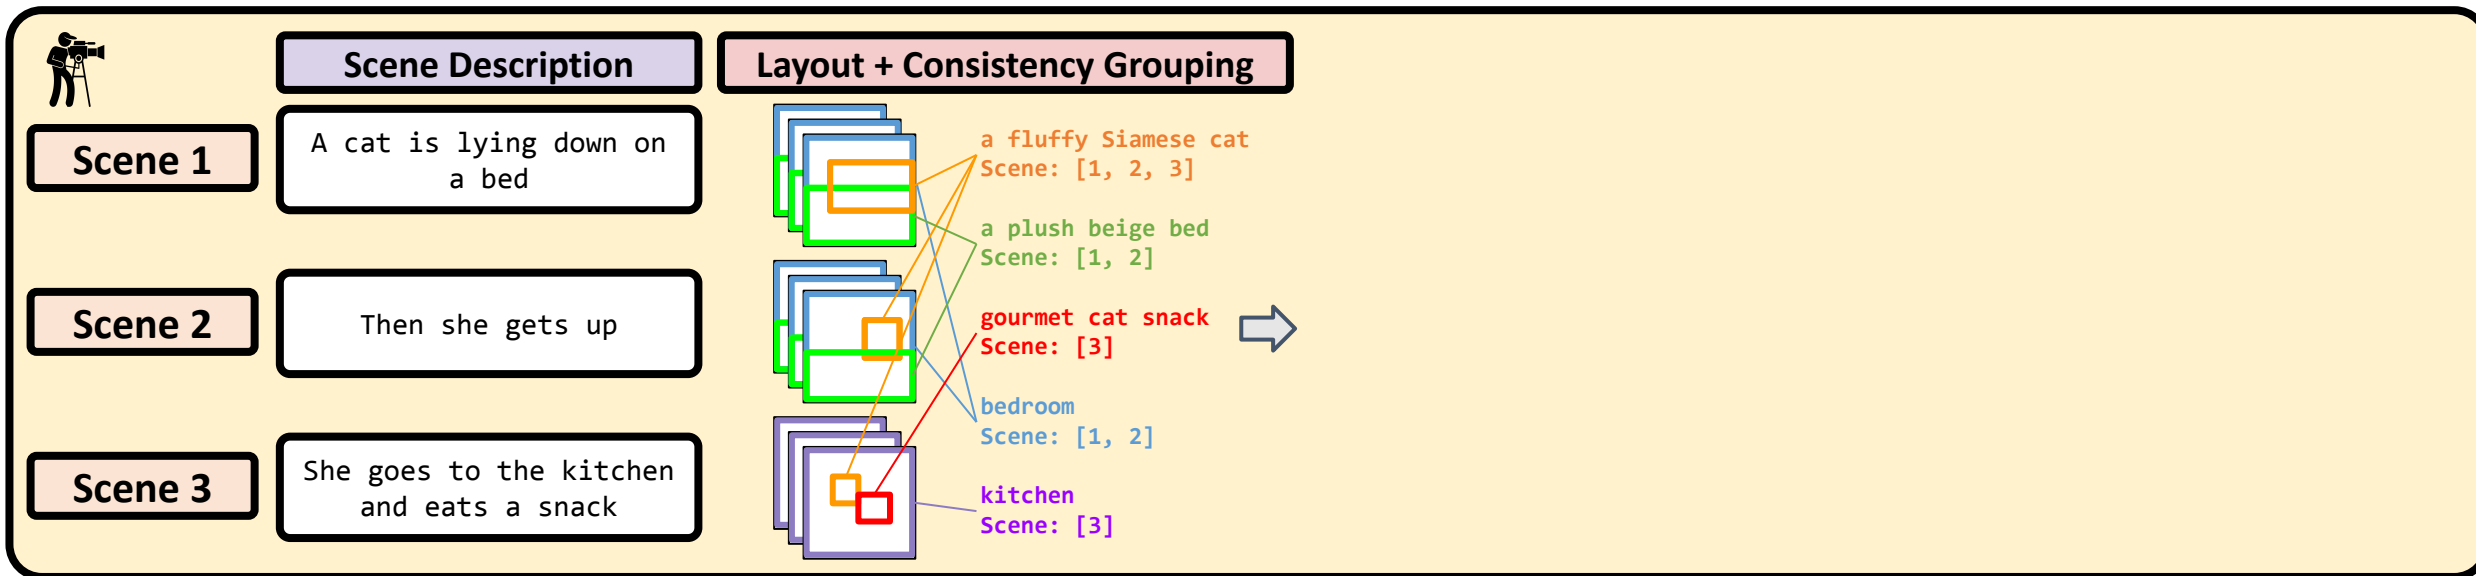 Scene Description
Layout + Consistency Grouping
Scene 1
A cat is lying down on
a bed
a fluffy Siamese cat
Scene: [1, 2, 3]
a plush beige bed
Scene: [1, 2]
Scene 2
Then she gets up
gourmet cat snack
Scene: [3]
bedroom
Scene: [1, 2]
Scene 3
She goes to the kitchen
and eats a snack
kitchen
Scene: [3]